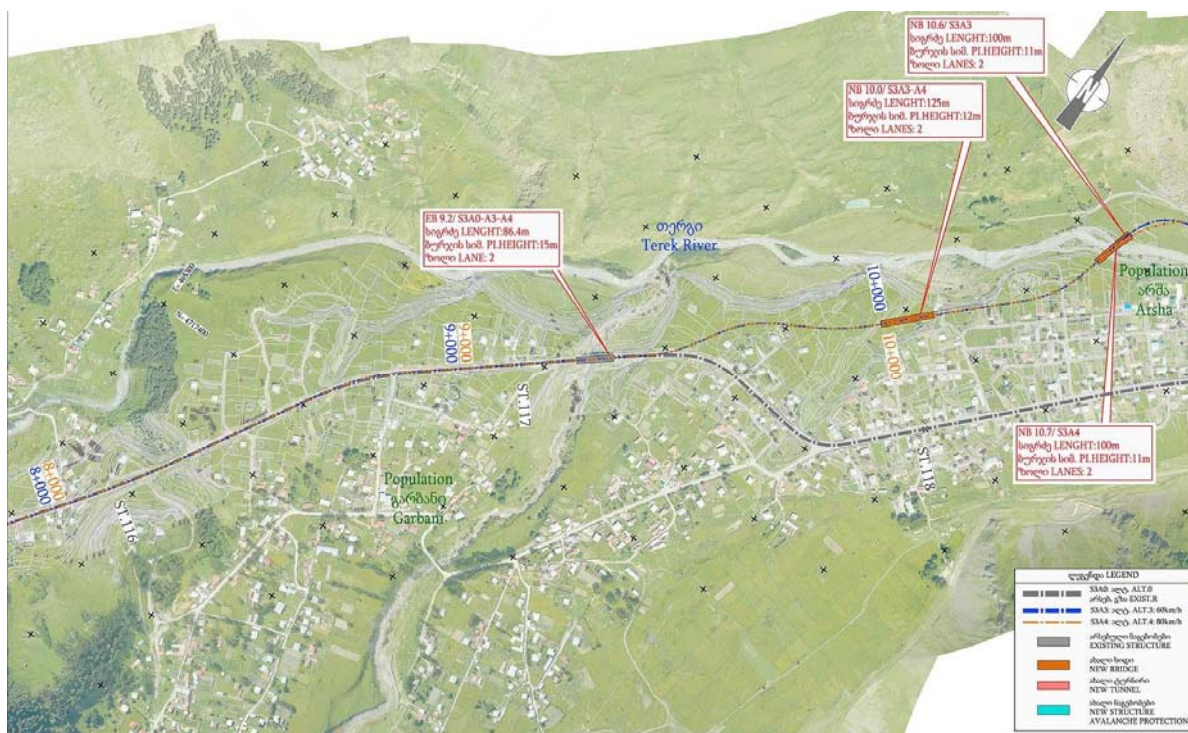 NB 10.6/ S3A3
სიგრძე LENGHT:100m
ბურჯის სიმ. PI.HEIGHT:11m
ზოლი LANES: 2
NB 10.0/ S3A3-A4
სიგრძე LENGHT:125m
ბურჯის სიმ. PI.HEIGHT:12m
ზოლი LANES: 2
N
EB 9.2/ S3A0-A3-A4
სიგრძე LENGHT:86.4m
ბურჯის სიმ. PI.HEIGHT:15m
ზოლი LANE: 2
თერგი
Terek River
10+000
10+000
Population
არშა
Arsha
N: 4717400
9+000
9+000
ST.117
NB 10.7/ S3A4
სიგრძე LENGHT:100m
ბურჯის სიმ. PI.HEIGHT:11m
ზოლი LANES: 2
8+000
8+000
ST.116
ST.118
Population
გარბანი
Garbani
ლეგენდა LEGEND
S3A0: ალტ. ALT.0
არსებ. გზა EXIST.R
S3A3: ალტ. ALT.3: 60km/h
S3A4: ალტ. ALT.4: 80km/h
არსებული ნაგებობები
EXISTING STRUCTURE
ახალი ხიდი
NEW BRIDGE
ახალი
NEW TUNNEL
ახალი ნაგებობები
NEW STRUCTURE
AVALANCHE PROTECTION